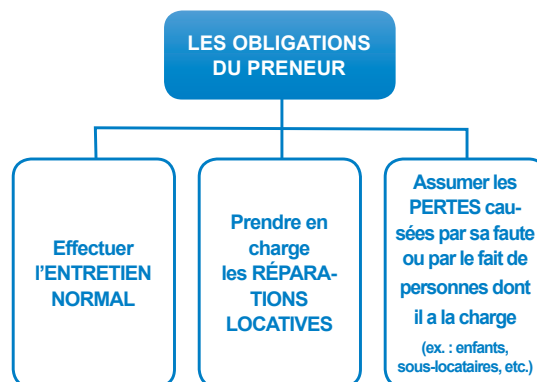 LES OBLIGATIONS
DU PRENEUR
Effectuer
l’ENTRETIEN
NORMAL
Prendre en
charge
les RÉPARA-
TIONS
LOCATIVES
Assumer les
PERTES cau-
sées par sa faute
ou par le fait de
personnes dont
il a la charge
(ex. : enfants,
sous-locataires, etc.)